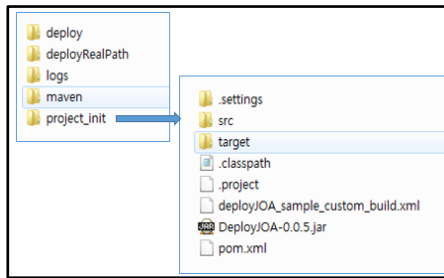 deploy
deployRealPath
logs
maven
project_init
.settings
src
target
.classpath
.project
deployJOA_sample_custom_build.xml
JAR
DeployJOA-0.0.5.jar
pom.xml